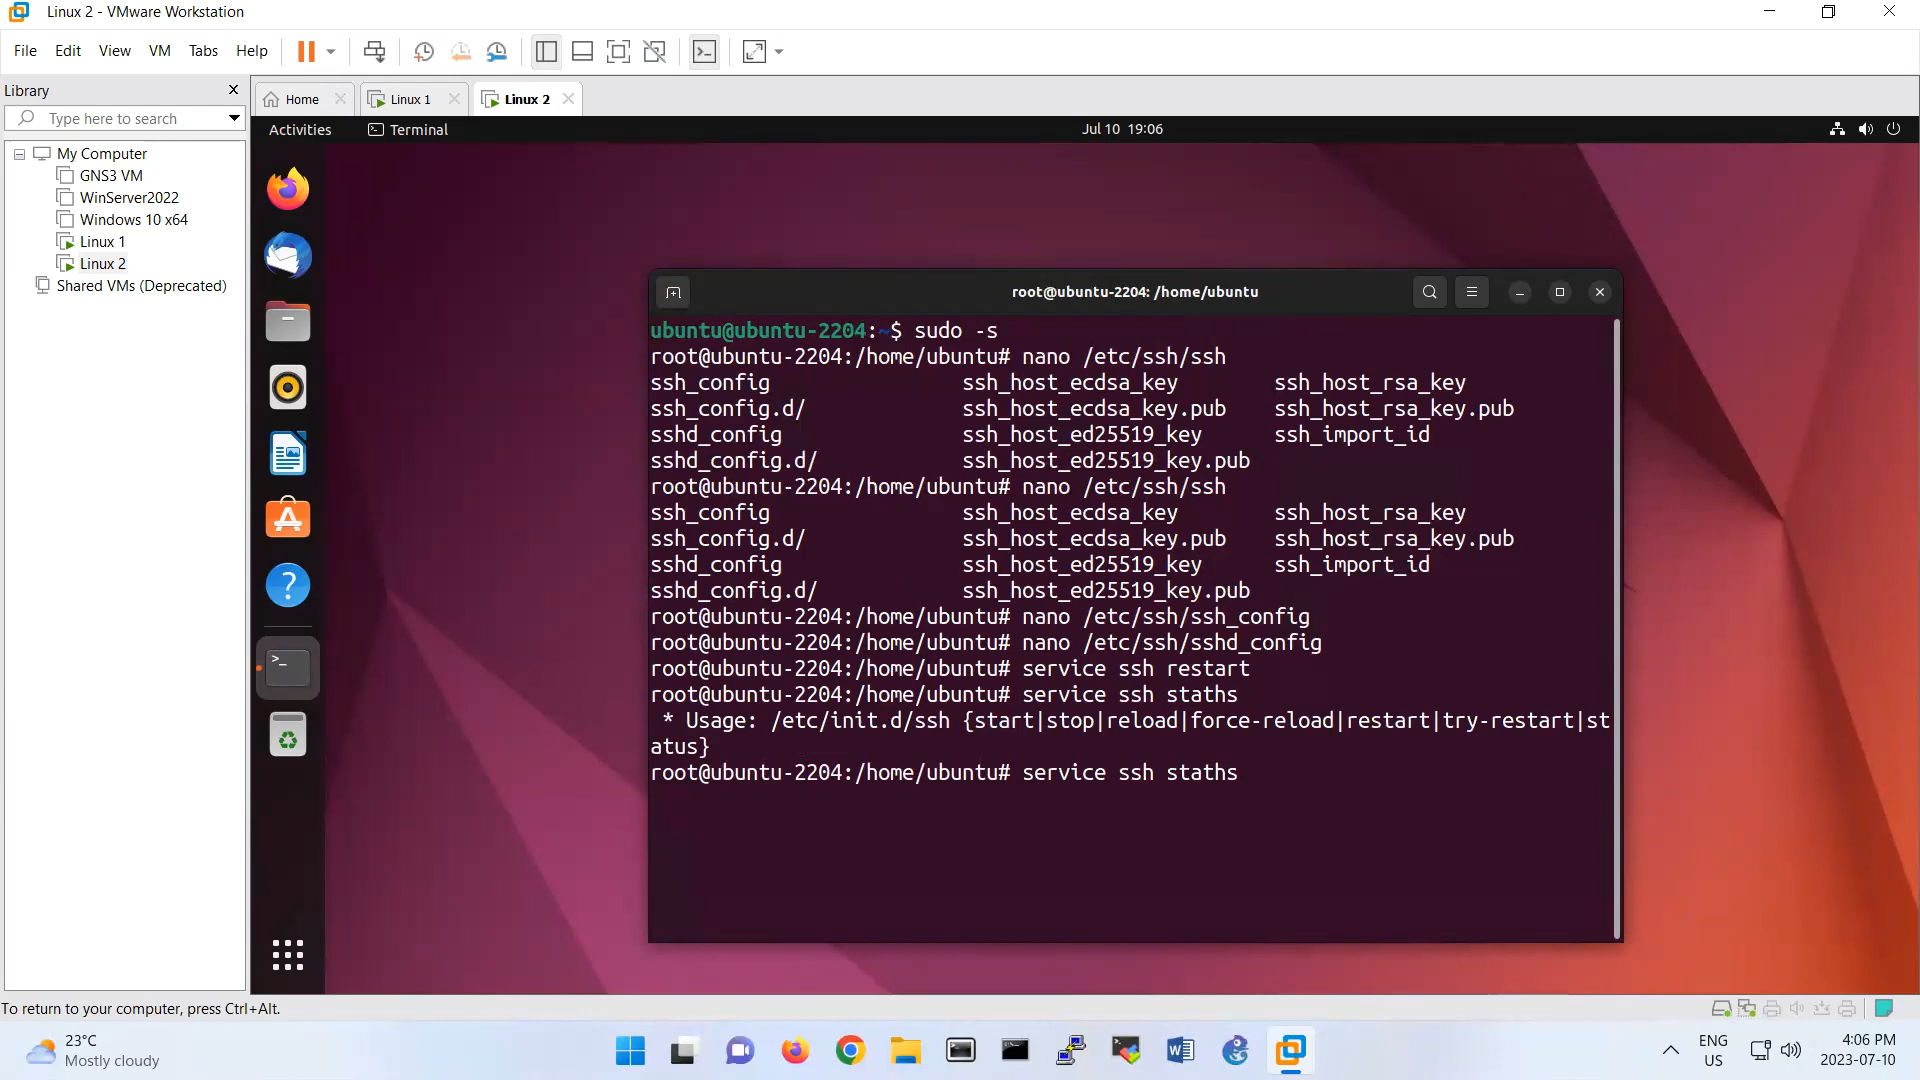 Linux 2 - VMware Workstation
File Edit View VM Tabs Help
Library
Type here to search
My Computer
GNS3 VM
WinServer2022
Windows 10 x64
Linux 1
Linux 2
Shared VMs (Deprecated)
Home
Linux 1
Linux 2
Activities
Terminal
Jul 10 19:06
root@ubuntu-2204: /home/ubuntu
ubuntu@ubuntu-2204:~$ sudo -s
root@ubuntu-2204:/home/ubuntu# nano /etc/ssh/ssh
ssh_config ssh_host_ecdsa_key ssh_host_rsa_key
ssh_config.d/ ssh_host_ecdsa_key.pub ssh_host_rsa_key.pub
sshd_config ssh_host_ed25519_key ssh_import_id
sshd_config.d/ ssh_host_ed25519_key.pub
root@ubuntu-2204:/home/ubuntu# nano /etc/ssh/ssh
ssh_config ssh_host_ecdsa_key ssh_host_rsa_key
ssh_config.d/ ssh_host_ecdsa_key.pub ssh_host_rsa_key.pub
sshd_config ssh_host_ed25519_key ssh_import_id
sshd_config.d/ ssh_host_ed25519_key.pub
root@ubuntu-2204:/home/ubuntu# nano /etc/ssh/ssh_config
root@ubuntu-2204:/home/ubuntu# nano /etc/ssh/sshd_config
root@ubuntu-2204:/home/ubuntu# service ssh restart
root@ubuntu-2204:/home/ubuntu# service ssh staths
 * Usage: /etc/init.d/ssh {start|stop|reload|force-reload|restart|try-restart|st
atus}
root@ubuntu-2204:/home/ubuntu# service ssh staths
To return to your computer, press Ctrl+Alt.
23°C
Mostly cloudy
ENG
US
4:06 PM
2023-07-10